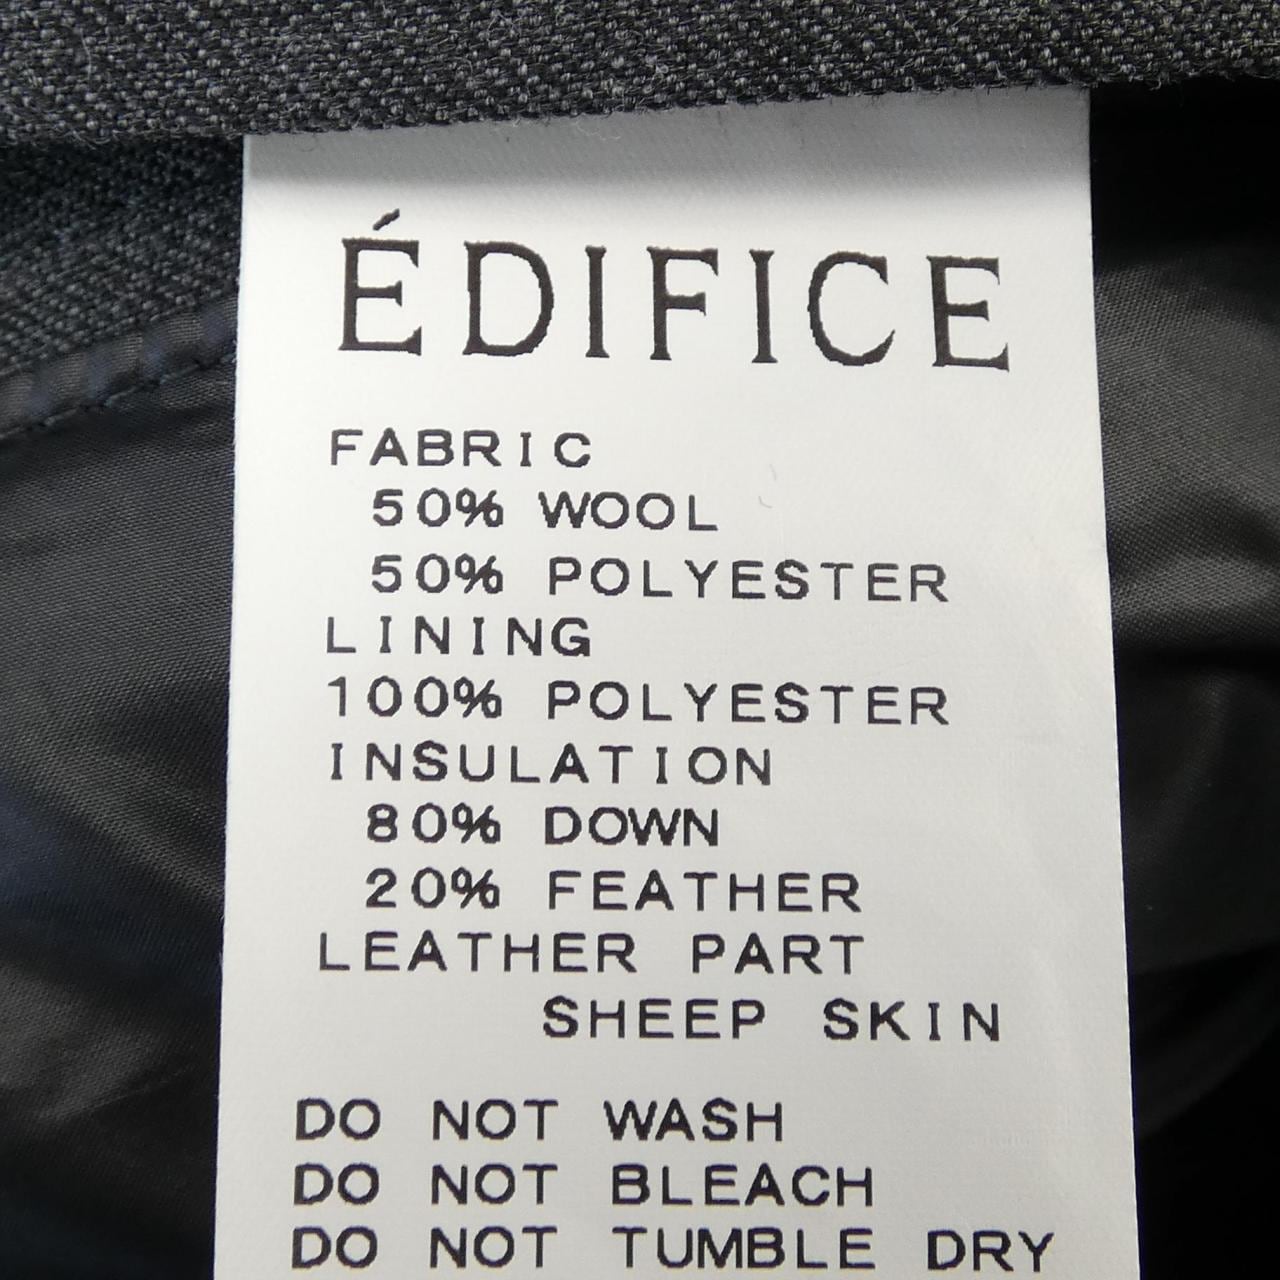 ÉDIFICE
FABRIC
50% WOOL
50% POLYESTER
LINING
100% POLYESTER
INSULATION
80% DOWN
20% FEATHER
LEATHER PART
SHEEP SKIN
DO NOT WASH
DO NOT BLEACH
DO NOT TUMBLE DRY